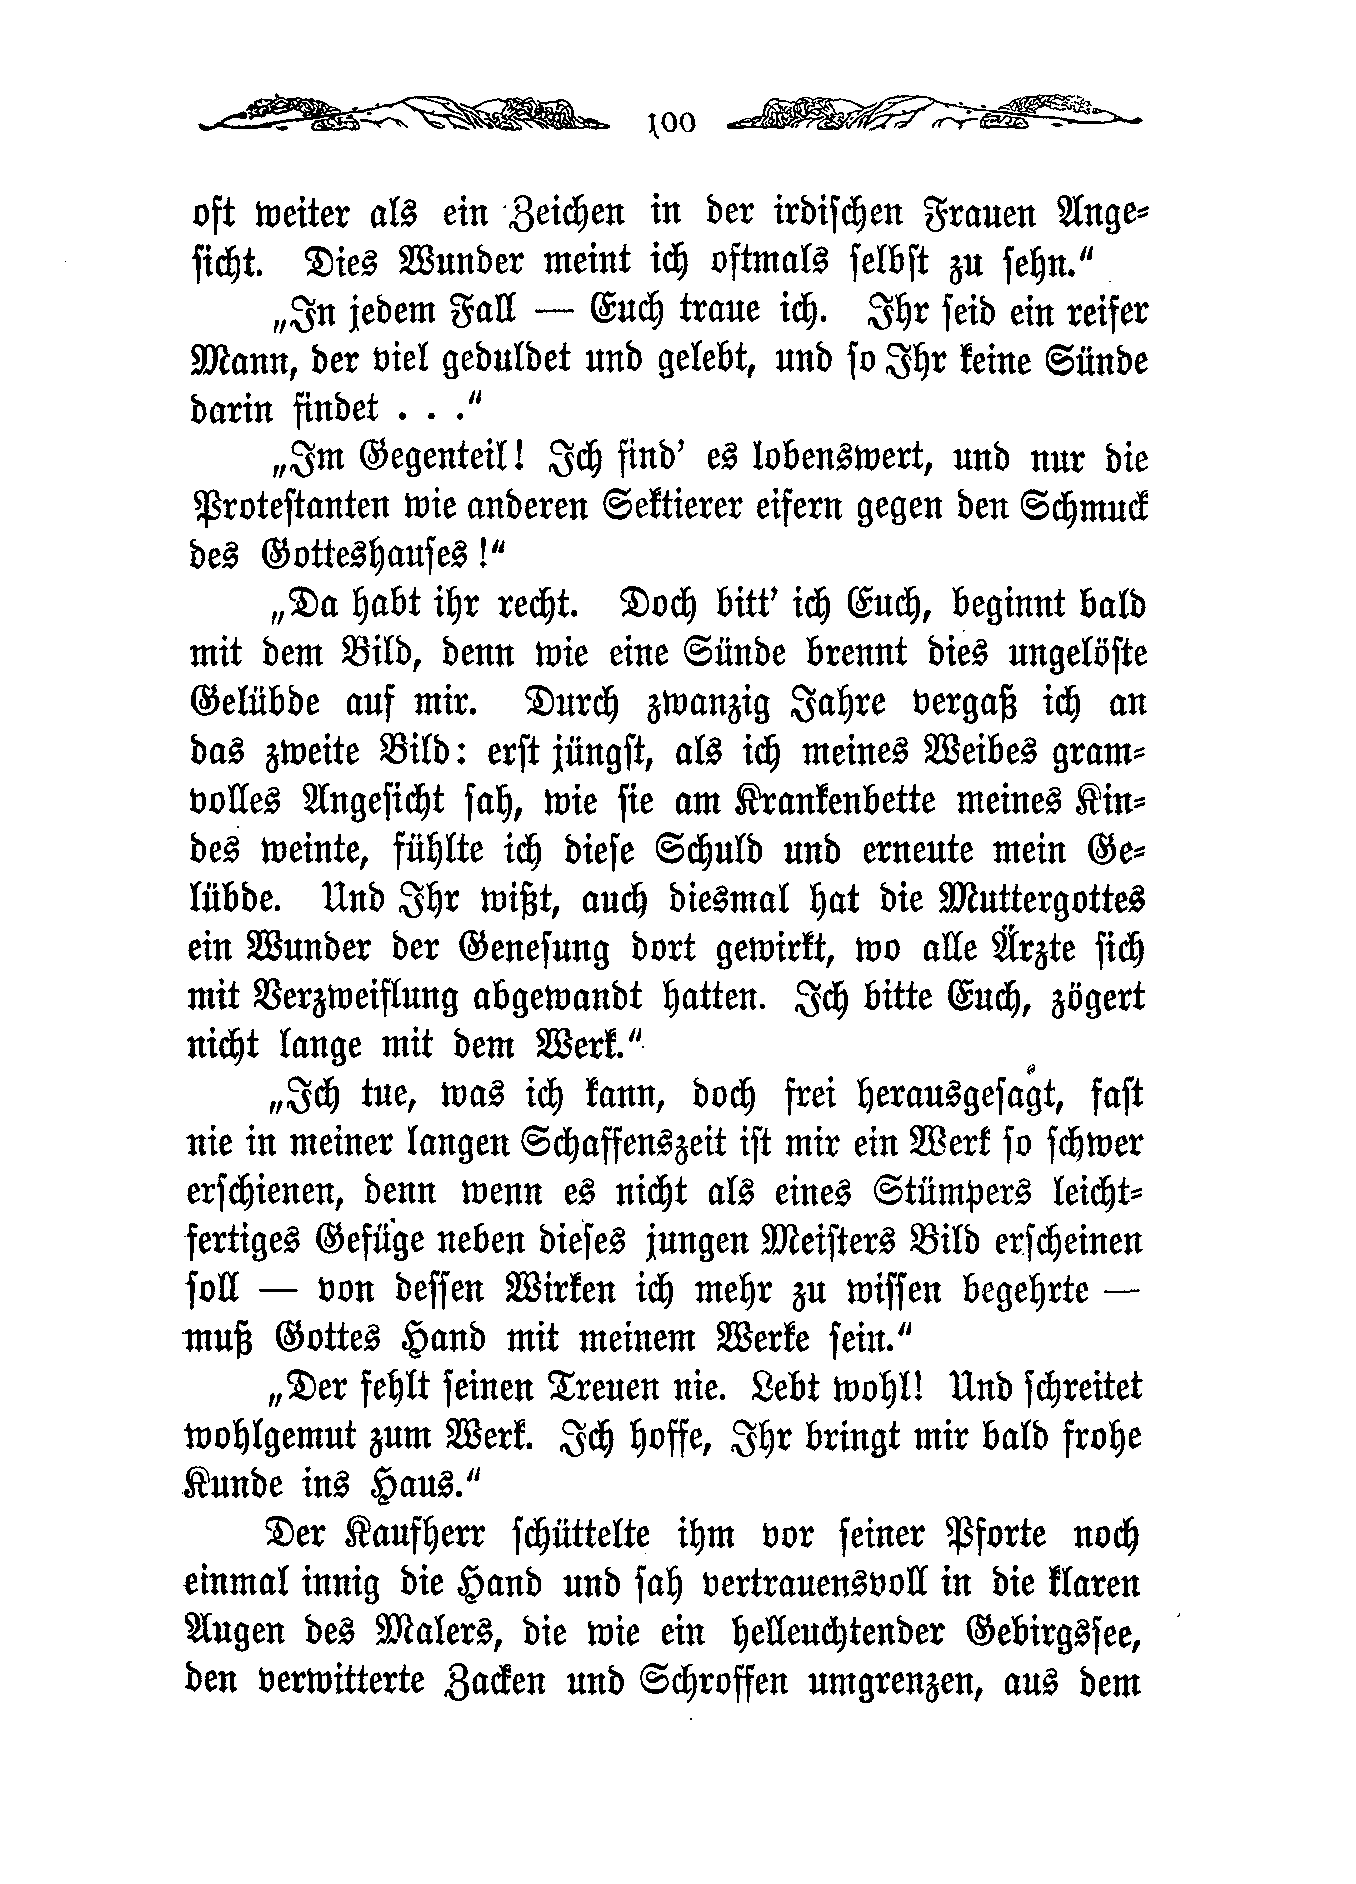 100
oft weiter als ein Zeichen in der irdischen Frauen Ange-
sicht. Dies Wunder meint ich oftmals selbst zu sehn.“
„In jedem Fall — Euch traue ich. Ihr seid ein reifer
Mann, der viel geduldet und gelebt, und so Ihr keine Sünde
darin findet . . .“
„Im Gegenteil! Ich find’ es lobenswert, und nur die
Protestanten wie anderen Sektierer eifern gegen den Schmuck
des Gotteshauses!“
„Da habt ihr recht. Doch bitt’ ich Euch, beginnt bald
mit dem Bild, denn wie eine Sünde brennt dies ungelöste
Gelübde auf mir. Durch zwanzig Jahre vergaß ich an
das zweite Bild: erst jüngst, als ich meines Weibes gram-
volles Angesicht sah, wie sie am Krankenbette meines Kin-
des weinte, fühlte ich diese Schuld und erneute mein Ge-
lübde. Und Ihr wißt, auch diesmal hat die Muttergottes
ein Wunder der Genesung dort gewirkt, wo alle Ärzte sich
mit Verzweiflung abgewandt hatten. Ich bitte Euch, zögert
nicht lange mit dem Werk.“
„Ich tue, was ich kann, doch frei herausgesagt, fast
nie in meiner langen Schaffenszeit ist mir ein Werk so schwer
erschienen, denn wenn es nicht als eines Stümpers leicht-
fertiges Gefüge neben dieses jungen Meisters Bild erscheinen
soll — von dessen Wirken ich mehr zu wissen begehrte —
muß Gottes Hand mit meinem Werke sein.“
„Der fehlt seinen Treuen nie. Lebt wohl! Und schreitet
wohlgemut zum Werk. Ich hoffe, Ihr bringt mir bald frohe
Kunde ins Haus.“
Der Kaufherr schüttelte ihm vor seiner Pforte noch
einmal innig die Hand und sah vertrauensvoll in die klaren
Augen des Malers, die wie ein helleuchtender Gebirgssee,
den verwitterte Zacken und Schroffen umgrenzen, aus dem